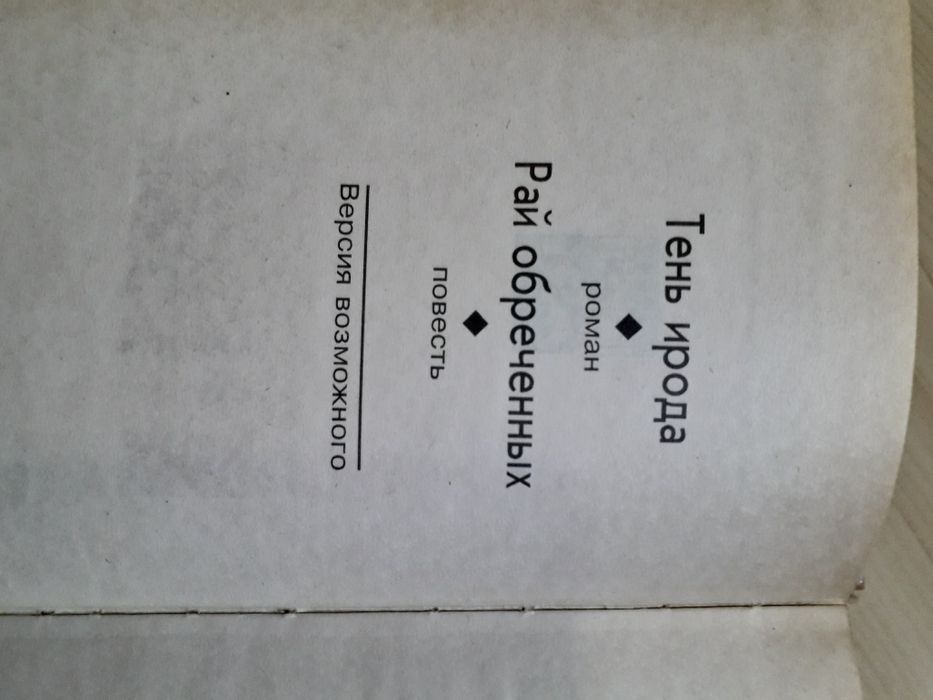 Тень ирода
◆
роман
Рай обреченных
◆
повесть
Версия возможного